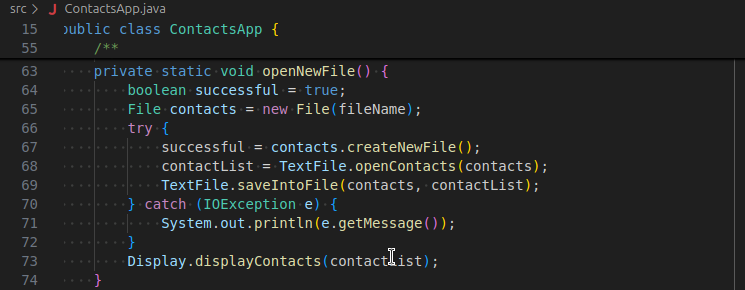 src > ContactsApp.java
15 public class ContactsApp {
55 /**
63 private static void openNewFile() {
64 boolean successful = true;
65 File contacts = new File(fileName);
66 try {
67 successful = contacts.createNewFile();
68 contactList = TextFile.openContacts(contacts);
69 TextFile.saveIntoFile(contacts, contactList);
70 } catch (IOException e) {
71 System.out.println(e.getMessage());
72 }
73 Display.displayContacts(contactList);
74 }